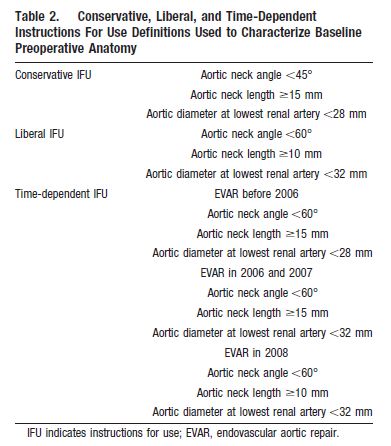 Table 2. Conservative, Liberal, and Time-Dependent
Instructions For Use Definitions Used to Characterize Baseline
Preoperative Anatomy
Conservative IFU Aortic neck angle <45°
Aortic neck length ≥15 mm
Aortic diameter at lowest renal artery <28 mm
Liberal IFU Aortic neck angle <60°
Aortic neck length ≥10 mm
Aortic diameter at lowest renal artery <32 mm
Time-dependent IFU EVAR before 2006
Aortic neck angle <60°
Aortic neck length ≥15 mm
Aortic diameter at lowest renal artery <28 mm
EVAR in 2006 and 2007
Aortic neck angle <60°
Aortic neck length ≥15 mm
Aortic diameter at lowest renal artery <32 mm
EVAR in 2008
Aortic neck angle <60°
Aortic neck length ≥10 mm
Aortic diameter at lowest renal artery <32 mm
IFU indicates instructions for use; EVAR, endovascular aortic repair.